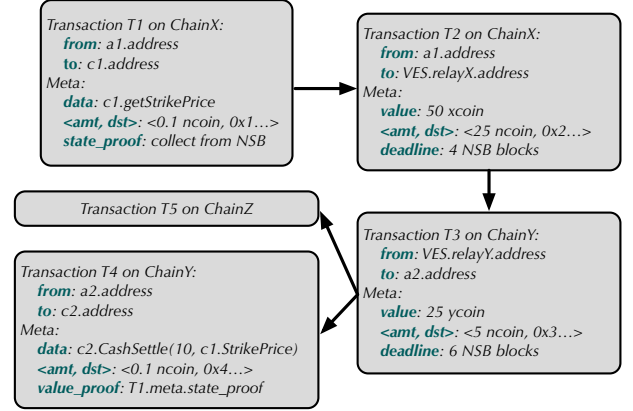 Transaction T1 on ChainX:
from: a1.address
to: c1.address
Meta:
data: c1.getStrikePrice
<amt, dst>: <0.1 ncoin, 0x1…>
state_proof: collect from NSB
Transaction T2 on ChainX:
from: a1.address
to: VES.relayX.address
Meta:
value: 50 xcoin
<amt, dst>: <25 ncoin, 0x2…>
deadline: 4 NSB blocks
Transaction T5 on ChainZ
Transaction T3 on ChainY:
from: VES.relayY.address
to: a2.address
Meta:
value: 25 ycoin
<amt, dst>: <5 ncoin, 0x3…>
deadline: 6 NSB blocks
Transaction T4 on ChainY:
from: a2.address
to: c2.address
Meta:
data: c2.CashSettle(10, c1.StrikePrice)
<amt, dst>: <0.1 ncoin, 0x4…>
value_proof: T1.meta.state_proof